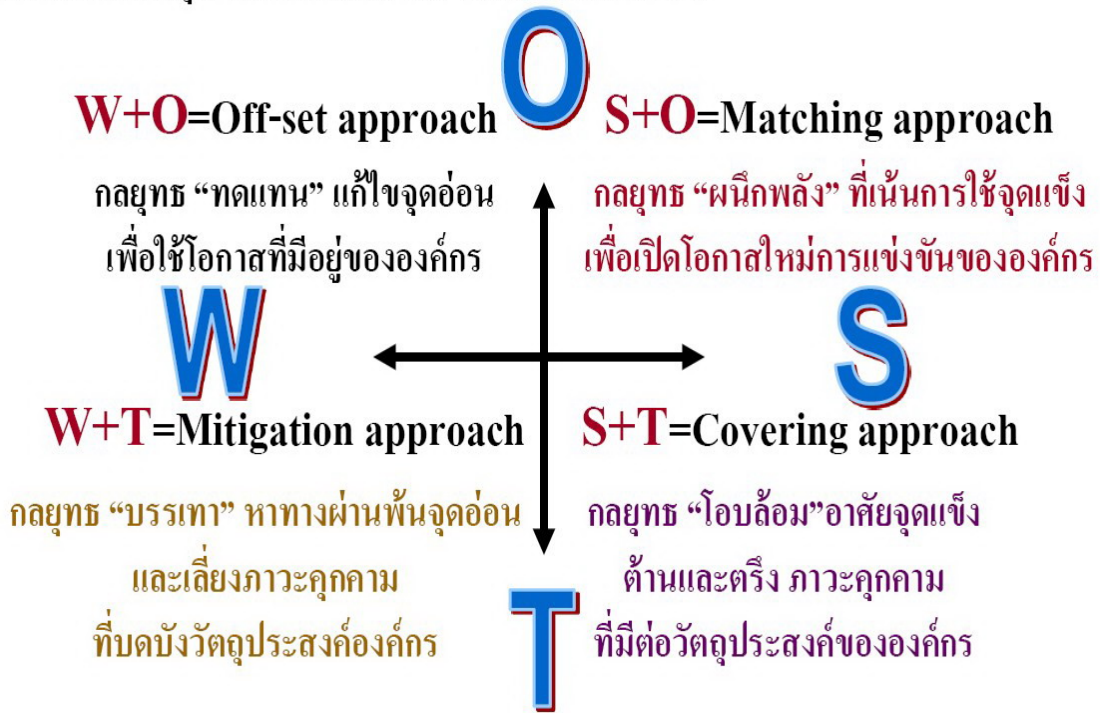 O
W+O=Off-set approach
กลยุทธ “ทดแทน” แก้ไขจุดอ่อน
เพื่อใช้โอกาสที่มีอยู่ขององค์กร
S+O=Matching approach
กลยุทธ “ผนึกพลัง” ที่เน้นการใช้จุดแข็ง
เพื่อเปิดโอกาสใหม่การแข่งขันขององค์กร
W
S
W+T=Mitigation approach
กลยุทธ “บรรเทา” หาทางผ่านพ้นจุดอ่อน
และเลี่ยงภาวะคุกคาม
ที่บดบังวัตถุประสงค์องค์กร
S+T=Covering approach
กลยุทธ “โอบล้อม”อาศัยจุดแข็ง
ต้านและตรึง ภาวะคุกคาม
ที่มีต่อวัตถุประสงค์ขององค์กร
T